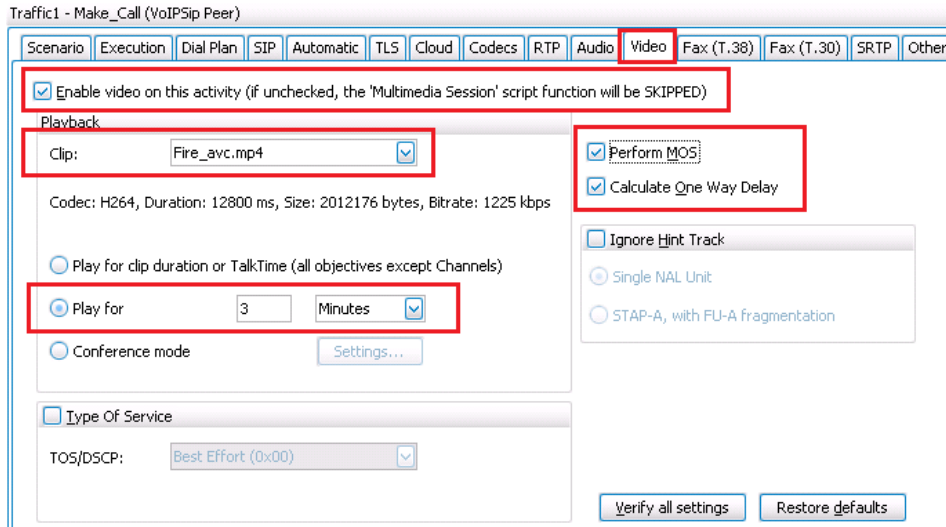 Traffic1 - Make_Call (VoIPSip Peer)
Scenario Execution Dial Plan SIP Automatic TLS Cloud Codecs RTP Audio Video Fax (T.38) Fax (T.30) SRTP Other
Enable video on this activity (if unchecked, the 'Multimedia Session' script function will be SKIPPED)
Playback
Clip: Fire_avc.mp4
Perform MOS
Calculate One Way Delay
Codec: H264, Duration: 12800 ms, Size: 2012176 bytes, Bitrate: 1225 kbps
Ignore Hint Track
Play for clip duration or TalkTime (all objectives except Channels)
Single NAL Unit
Play for 3 Minutes
STAP-A, with FU-A fragmentation
Conference mode Settings...
Type Of Service
TOS/DSCP: Best Effort (0x00)
Verify all settings Restore defaults